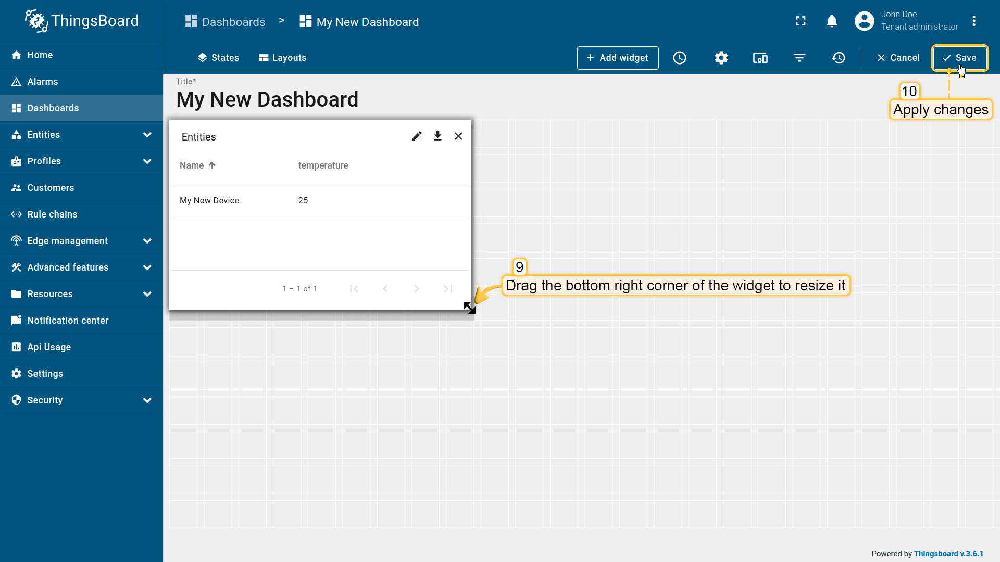 ThingsBoard
Dashboards > My New Dashboard
John Doe
Tenant administrator
Home
Alarms
Dashboards
Entities
Profiles
Customers
Rule chains
Edge management
Advanced features
Resources
Notification center
Api Usage
Settings
Security
States Layouts
+ Add widget
Cancel
Save
10
Apply changes
Title*
My New Dashboard
Entities
Name temperature
My New Device 25
1 – 1 of 1
9
Drag the bottom right corner of the widget to resize it
Powered by Thingsboard v.3.6.1